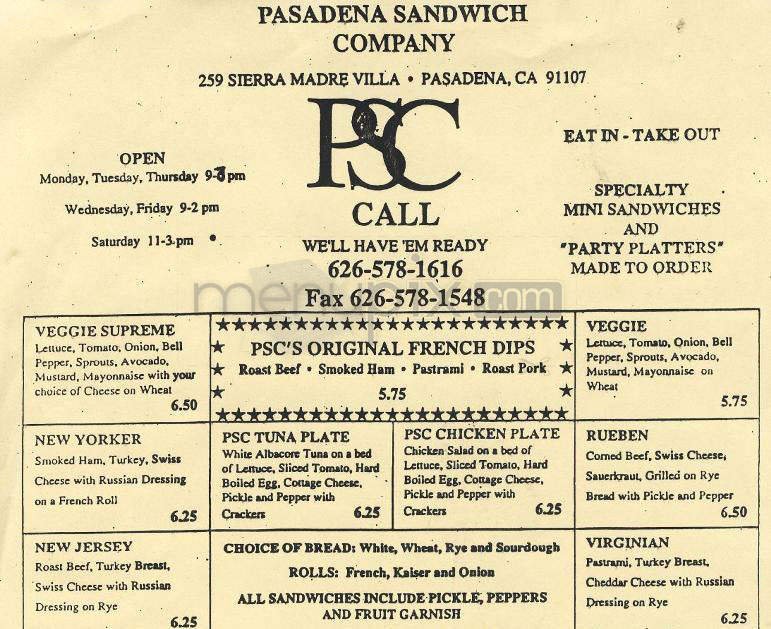 PASADENA SANDWICH
COMPANY
259 SIERRA MADRE VILLA • PASADENA, CA 91107
PSC
CALL
WE'LL HAVE 'EM READY
626-578-1616
Fax 626-578-1548
OPEN
Monday, Tuesday, Thursday 9-3 pm
Wednesday, Friday 9-2 pm
Saturday 11-3 pm
EAT IN - TAKE OUT
SPECIALTY
MINI SANDWICHES
AND
"PARTY PLATTERS"
MADE TO ORDER
menupix.com
VEGGIE SUPREME
Lettuce, Tomato, Onion, Bell
Pepper, Sprouts, Avocado,
Mustard, Mayonnaise with your
choice of Cheese on Wheat
6.50
PSC'S ORIGINAL FRENCH DIPS
Roast Beef • Smoked Ham • Pastrami • Roast Pork
5.75
VEGGIE
Lettuce, Tomato, Onion, Bell
Pepper, Sprouts, Avocado,
Mustard, Mayonnaise on
Wheat
5.75
NEW YORKER
Smoked Ham, Turkey, Swiss
Cheese with Russian Dressing
on a French Roll
6.25
PSC TUNA PLATE
White Albacore Tuna on a bed
of Lettuce, Sliced Tomato, Hard
Boiled Egg, Cottage Cheese,
Pickle and Pepper with
Crackers 6.25
PSC CHICKEN PLATE
Chicken Salad on a bed of
Lettuce, Sliced Tomato, Hard
Boiled Egg, Cottage Cheese,
Pickle and Pepper with
Crackers 6.25
RUEBEN
Corned Beef, Swiss Cheese,
Sauerkraut, Grilled on Rye
Bread with Pickle and Pepper
6.50
NEW JERSEY
Roast Beef, Turkey Breast,
Swiss Cheese with Russian
Dressing on Rye
6.25
CHOICE OF BREAD: White, Wheat, Rye and Sourdough
ROLLS: French, Kaiser and Onion
ALL SANDWICHES INCLUDE PICKLE, PEPPERS
AND FRUIT GARNISH
VIRGINIAN
Pastrami, Turkey Breast,
Cheddar Cheese with Russian
Dressing on Rye
6.25